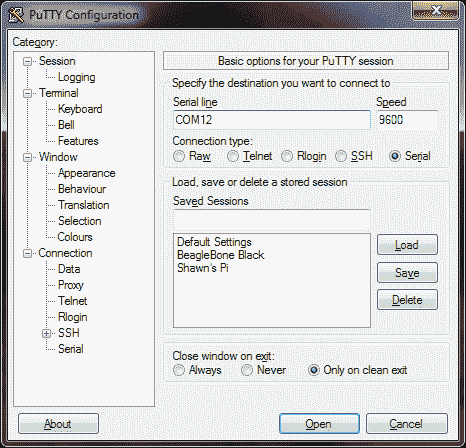 PuTTY Configuration
Category:
Session
Logging
Terminal
Keyboard
Bell
Features
Window
Appearance
Behaviour
Translation
Selection
Colours
Connection
Data
Proxy
Telnet
Rlogin
SSH
Serial
Basic options for your PuTTY session
Specify the destination you want to connect to
Serial line Speed
COM12 9600
Connection type:
Raw Telnet Rlogin SSH Serial
Load, save or delete a stored session
Saved Sessions
Default Settings
BeagleBone Black
Shawn's Pi
Load
Save
Delete
Close window on exit:
Always Never Only on clean exit
About Open Cancel